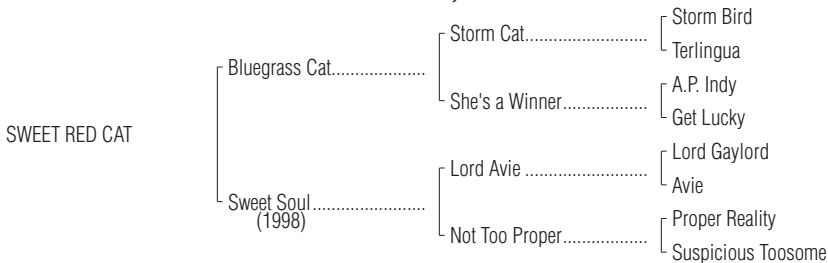 Storm Bird
Storm Cat...........................
Terlingua
Bluegrass Cat.....................
A.P. Indy
She's a Winner...................
Get Lucky
SWEET RED CAT
Lord Gaylord
Lord Avie ...........................
Avie
Sweet Soul.........................
(1998)
Proper Reality
Not Too Proper...................
Suspicious Toosome